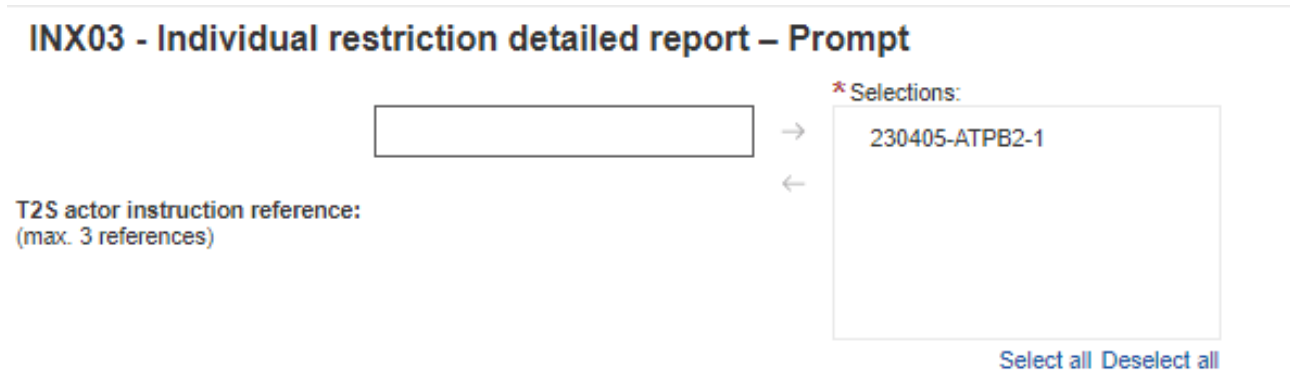 INX03 - Individual restriction detailed report – Prompt
* Selections:
230405-ATPB2-1
T2S actor instruction reference:
(max. 3 references)
Select all Deselect all